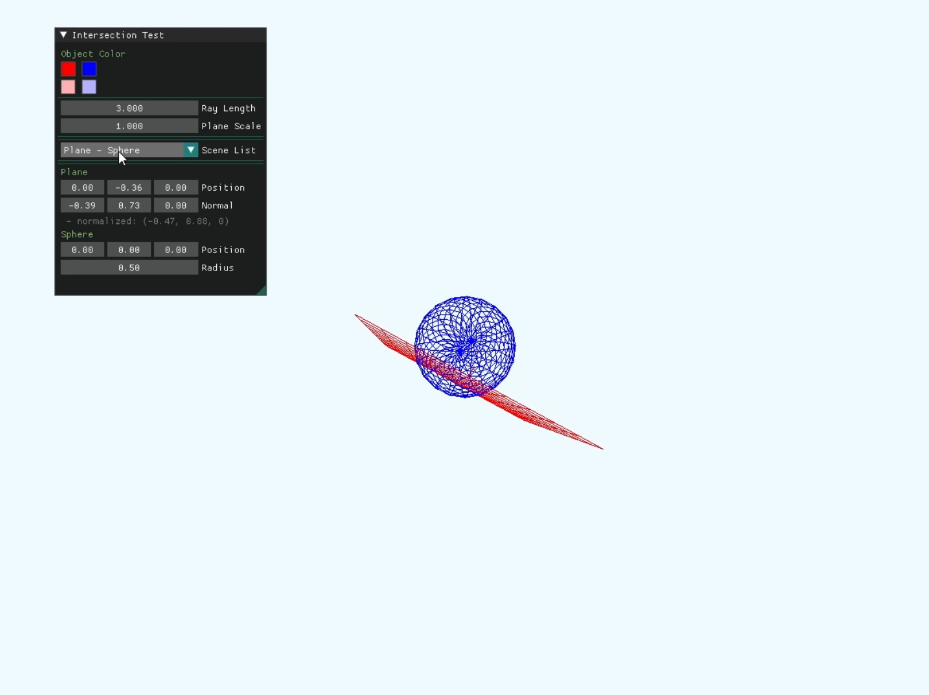 Intersection Test
Object Color
3.000 Ray Length
1.000 Plane Scale
Plane - Sphere Scene List
Plane
0.00 -0.36 0.00 Position
-0.39 0.73 0.00 Normal
- normalized: (-0.47, 0.88, 0)
Sphere
0.00 0.00 0.00 Position
0.50 Radius